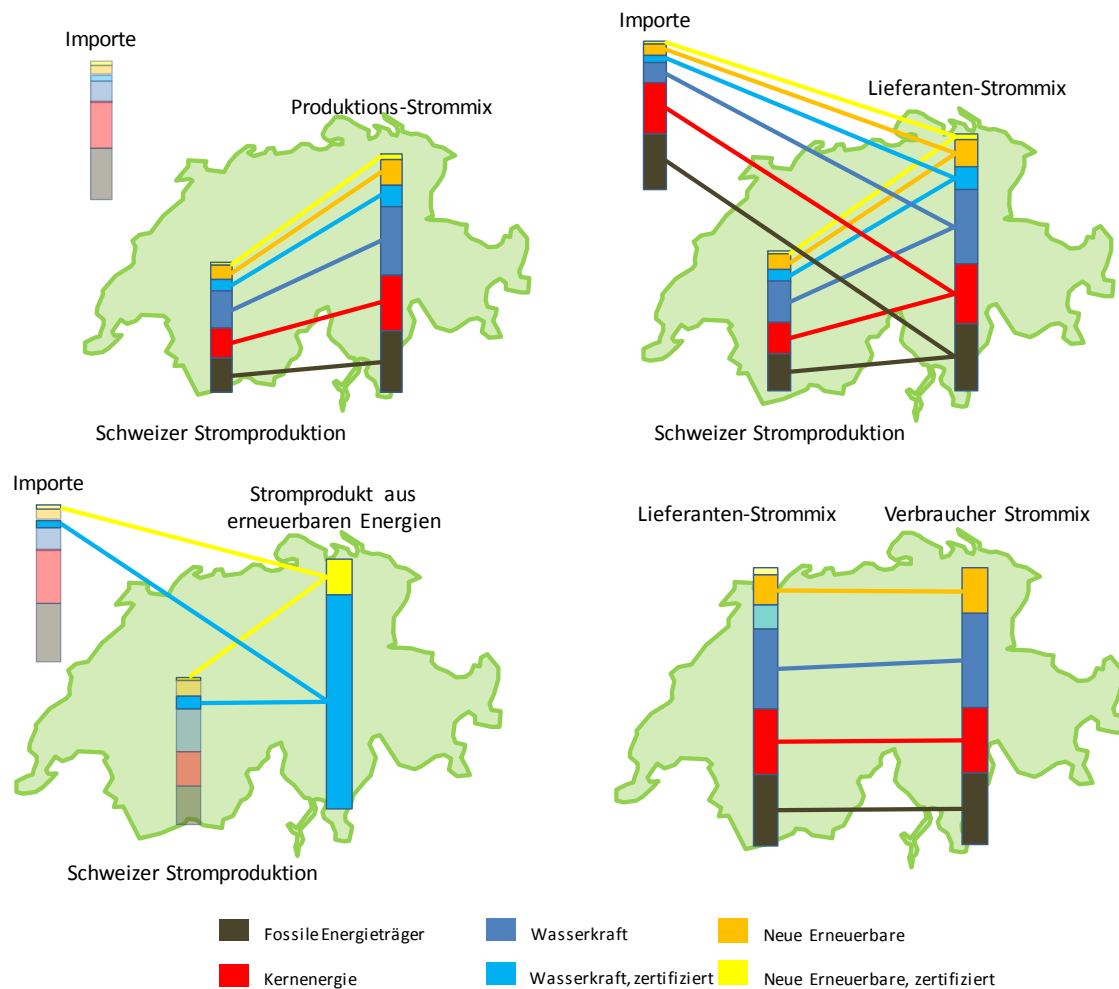 Importe
Produktions-Strommix
Schweizer Stromproduktion
Importe
Lieferanten-Strommix
Schweizer Stromproduktion
Importe
Stromprodukt aus
erneuerbaren Energien
Schweizer Stromproduktion
Lieferanten-Strommix
Verbraucher Strommix
Fossile Energieträger
Wasserkraft
Neue Erneuerbare
Kernenergie
Wasserkraft, zertifiziert
Neue Erneuerbare, zertifiziert